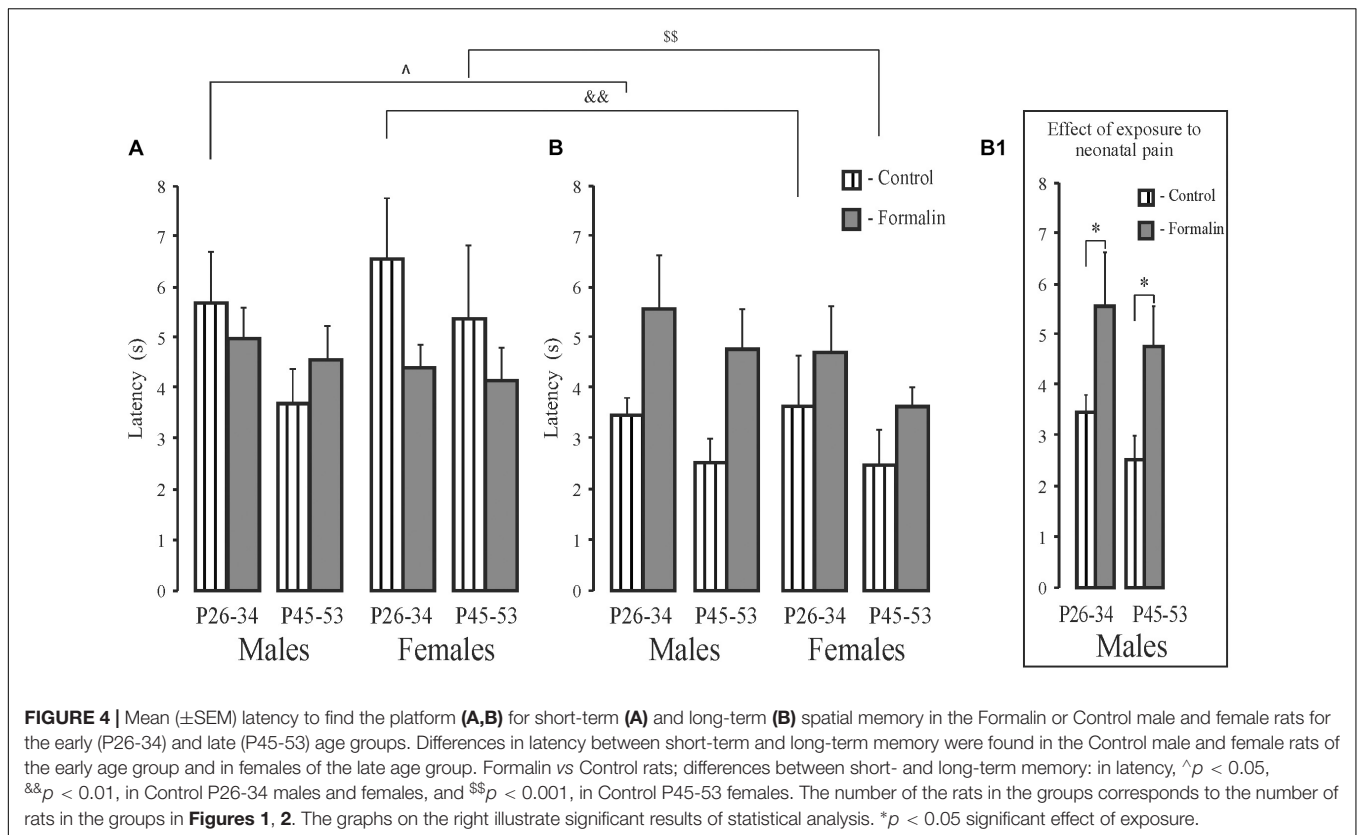 $$
^
&&
A
B
B1
Effect of exposure to
neonatal pain
- Control
- Formalin
- Control
- Formalin
*
*
Latency (s)
8
7
6
5
4
3
2
1
0
P26-34 P45-53 P26-34 P45-53
Males Females
Latency (s)
8
7
6
5
4
3
2
1
0
P26-34 P45-53 P26-34 P45-53
Males Females
8
7
6
5
4
3
2
1
0
P26-34 P45-53
Males
FIGURE 4 | Mean (±SEM) latency to find the platform (A,B) for short-term (A) and long-term (B) spatial memory in the Formalin or Control male and female rats for
the early (P26-34) and late (P45-53) age groups. Differences in latency between short-term and long-term memory were found in the Control male and female rats of
the early age group and in females of the late age group. Formalin vs Control rats; differences between short- and long-term memory: in latency, ^p < 0.05,
&&p < 0.01, in Control P26-34 males and females, and $$p < 0.001, in Control P45-53 females. The number of the rats in the groups corresponds to the number of
rats in the groups in Figures 1, 2. The graphs on the right illustrate significant results of statistical analysis. *p < 0.05 significant effect of exposure.